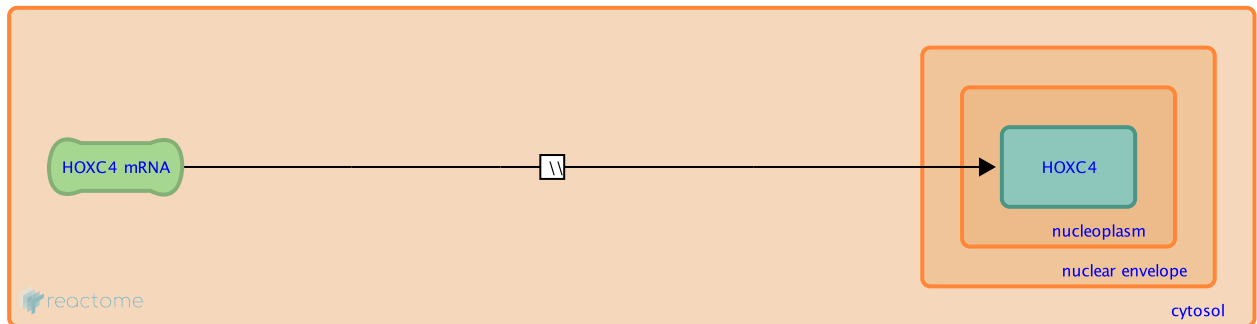 HOXC4 mRNA
\\
HOXC4
nucleoplasm
nuclear envelope
reactome
cytosol